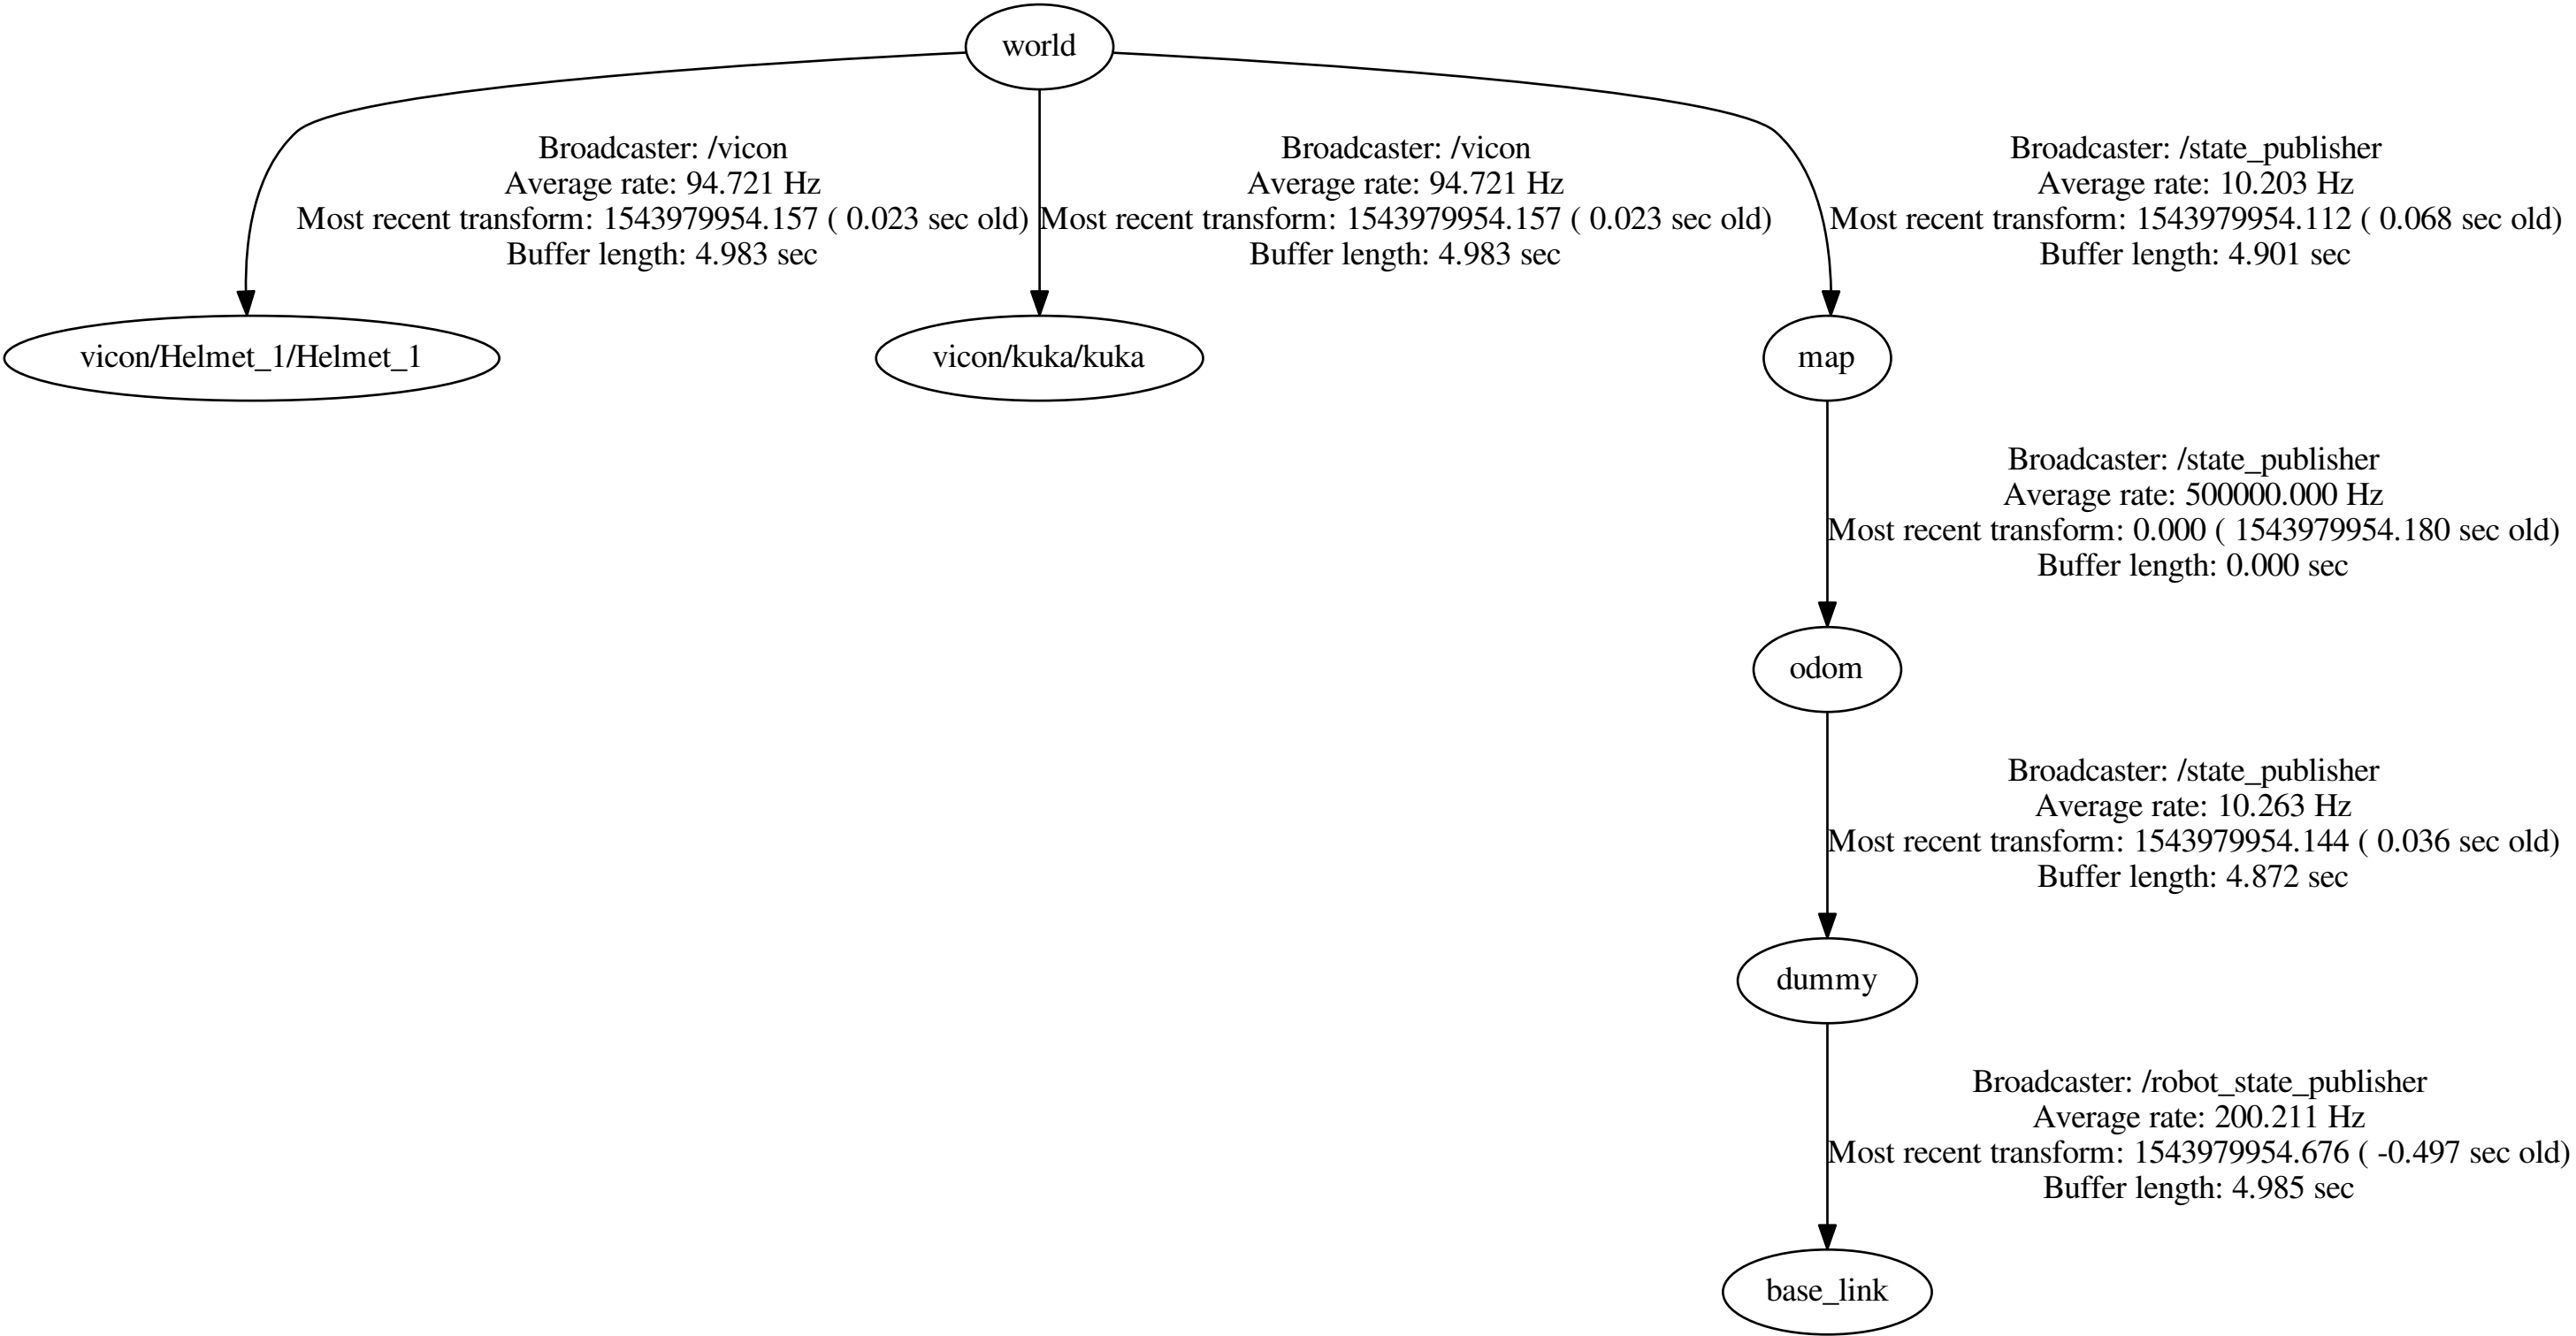 world
Broadcaster: /vicon
Average rate: 94.721 Hz
Most recent transform: 1543979954.157 ( 0.023 sec old)
Buffer length: 4.983 sec
Broadcaster: /vicon
Average rate: 94.721 Hz
Most recent transform: 1543979954.157 ( 0.023 sec old)
Buffer length: 4.983 sec
Broadcaster: /state_publisher
Average rate: 10.203 Hz
Most recent transform: 1543979954.112 ( 0.068 sec old)
Buffer length: 4.901 sec
vicon/Helmet_1/Helmet_1
vicon/kuka/kuka
map
Broadcaster: /state_publisher
Average rate: 500000.000 Hz
Most recent transform: 0.000 ( 1543979954.180 sec old)
Buffer length: 0.000 sec
odom
Broadcaster: /state_publisher
Average rate: 10.263 Hz
Most recent transform: 1543979954.144 ( 0.036 sec old)
Buffer length: 4.872 sec
dummy
Broadcaster: /robot_state_publisher
Average rate: 200.211 Hz
Most recent transform: 1543979954.676 ( -0.497 sec old)
Buffer length: 4.985 sec
base_link